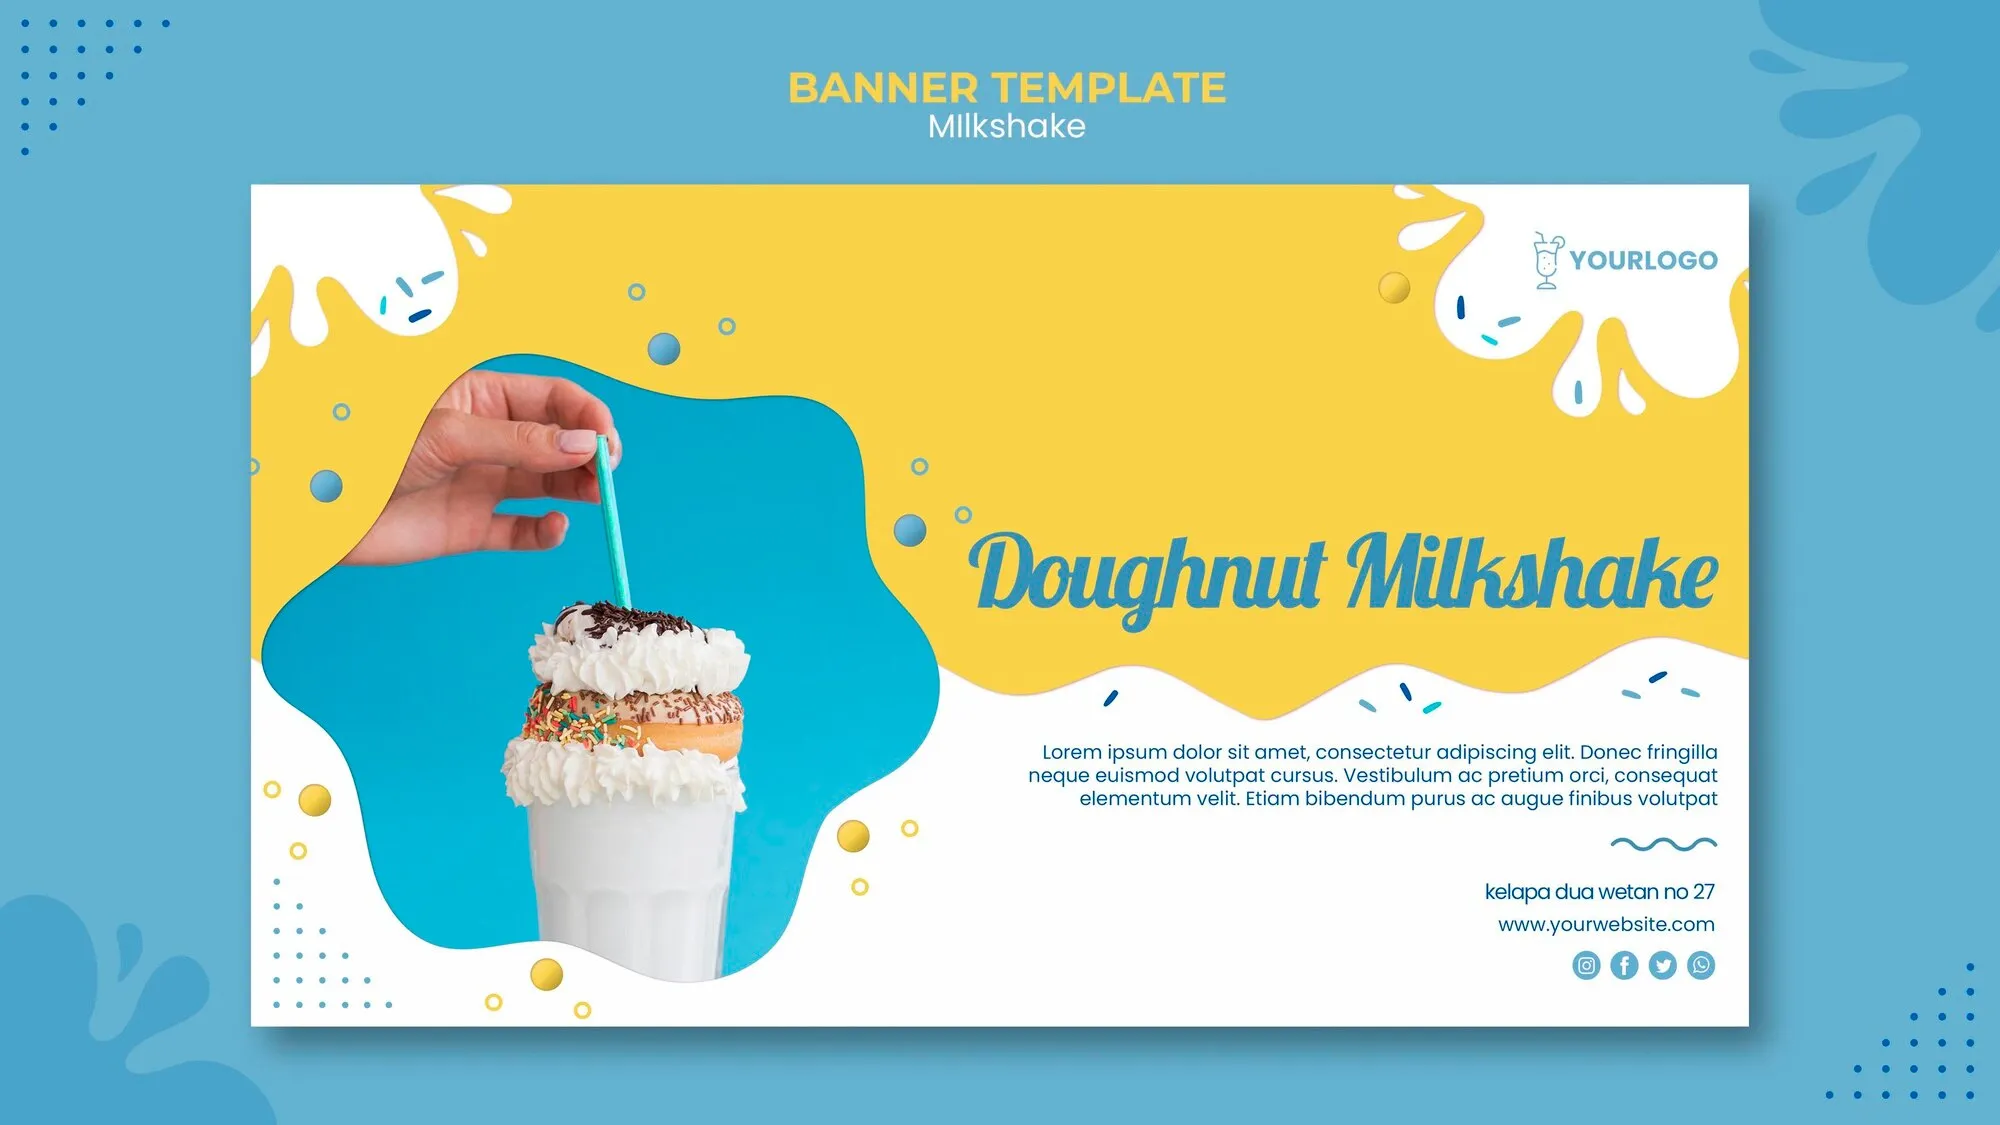 BANNER TEMPLATE
MIlkshake
YOURLOGO
Doughnut Milkshake
Lorem ipsum dolor sit amet, consectetur adipiscing elit. Donec fringilla
neque euismod volutpat cursus. Vestibulum ac pretium orci, consequat
elementum velit. Etiam bibendum purus ac augue finibus volutpat
kelapa dua wetan no 27
www.yourwebsite.com